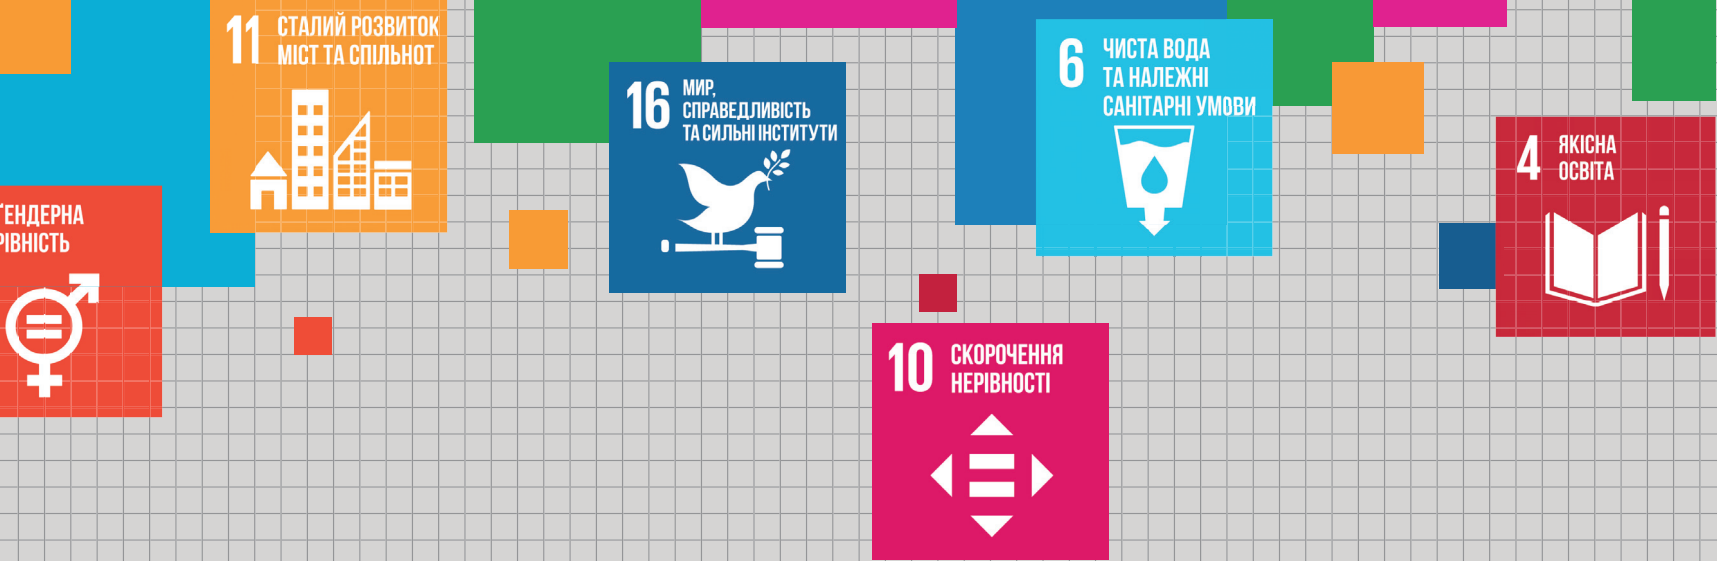 11
СТАЛИЙ РОЗВИТОК
МІСТ ТА СПІЛЬНОТ
ҐЕНДЕРНА
РІВНІСТЬ
16
МИР,
СПРАВЕДЛИВІСТЬ
ТА СИЛЬНІ ІНСТИТУТИ
6
ЧИСТА ВОДА
ТА НАЛЕЖНІ
САНІТАРНІ УМОВИ
4
ЯКІСНА
ОСВІТА
10
СКОРОЧЕННЯ
НЕРІВНОСТІ